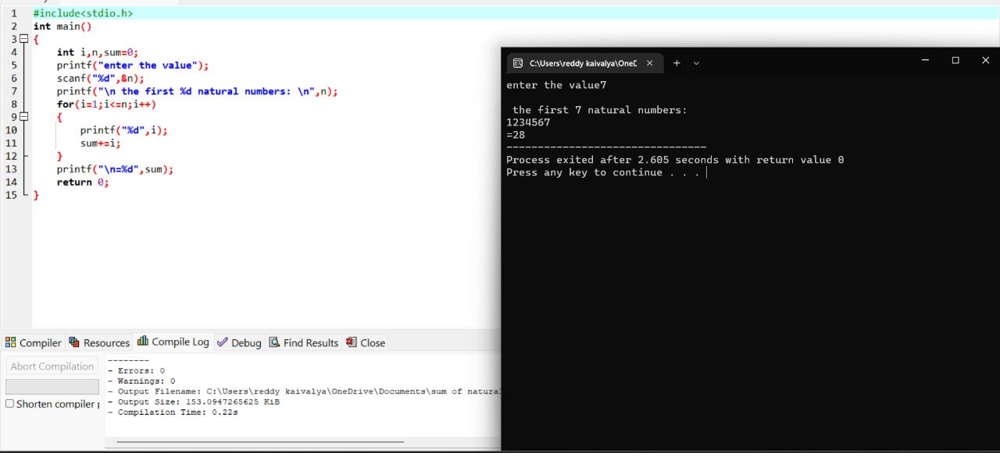 1 #include<stdio.h>
2 int main()
3 {
4 int i,n,sum=0;
5 printf("enter the value");
6 scanf("%d",&n);
7 printf("\n the first %d natural numbers: \n",n);
8 for(i=1;i<=n;i++)
9 {
10 printf("%d",i);
11 sum+=i;
12 }
13 printf("\n=%d",sum);
14 return 0;
15 }
C:\Users\reddy kaivalya\OneD
enter the value7
the first 7 natural numbers:
1234567
=28
--------------------------------
Process exited after 2.605 seconds with return value 0
Press any key to continue . . .
Compiler Resources Compile Log Debug Find Results Close
Abort Compilation
Shorten compiler p
--------
- Errors: 0
- Warnings: 0
- Output Filename: C:\Users\reddy kaivalya\OneDrive\Documents\sum of natura
- Output Size: 153.0947265625 KiB
- Compilation Time: 0.22s